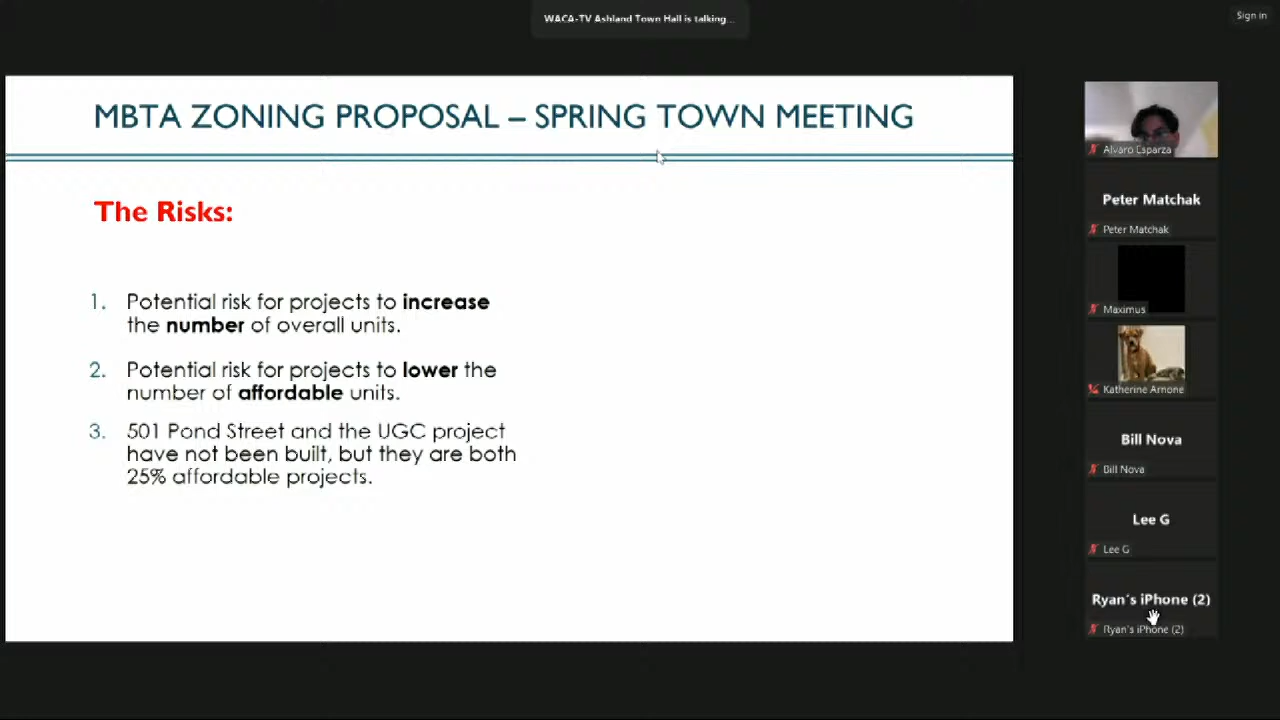 WACA-TV Ashland Town Hall is talking...
Sign in
MBTA ZONING PROPOSAL – SPRING TOWN MEETING
The Risks:
1. Potential risk for projects to increase
the number of overall units.
2. Potential risk for projects to lower the
number of affordable units.
3. 501 Pond Street and the UGC project
have not been built, but they are both
25% affordable projects.
Alvaro Esparza
Peter Matchak
Peter Matchak
Maximus
Katherine Arnone
Bill Nova
Bill Nova
Lee G
Lee G
Ryan's iPhone (2)
Ryan's iPhone (2)